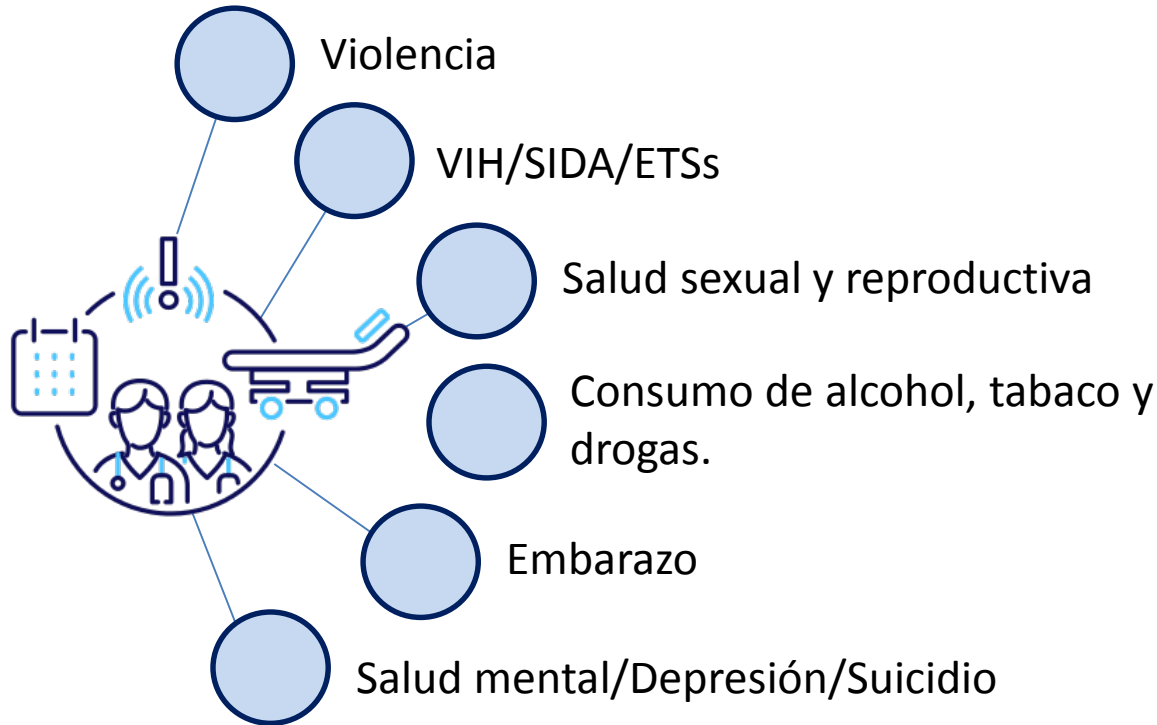 Violencia
VIH/SIDA/ETSs
Salud sexual y reproductiva
Consumo de alcohol, tabaco y
drogas.
Embarazo
Salud mental/Depresión/Suicidio